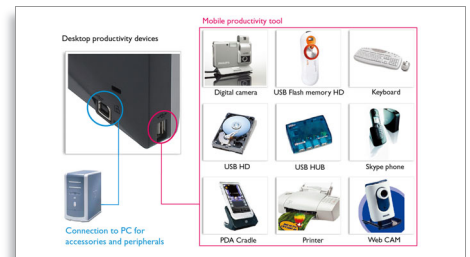 Mobile productivity tool
Desktop productivity devices
Digital camera
USB Flash memory HD
Keyboard
USB HD
USB HUB
Skype phone
PDA Cradle
Printer
Web CAM
Connection to PC for
accessories and peripherals